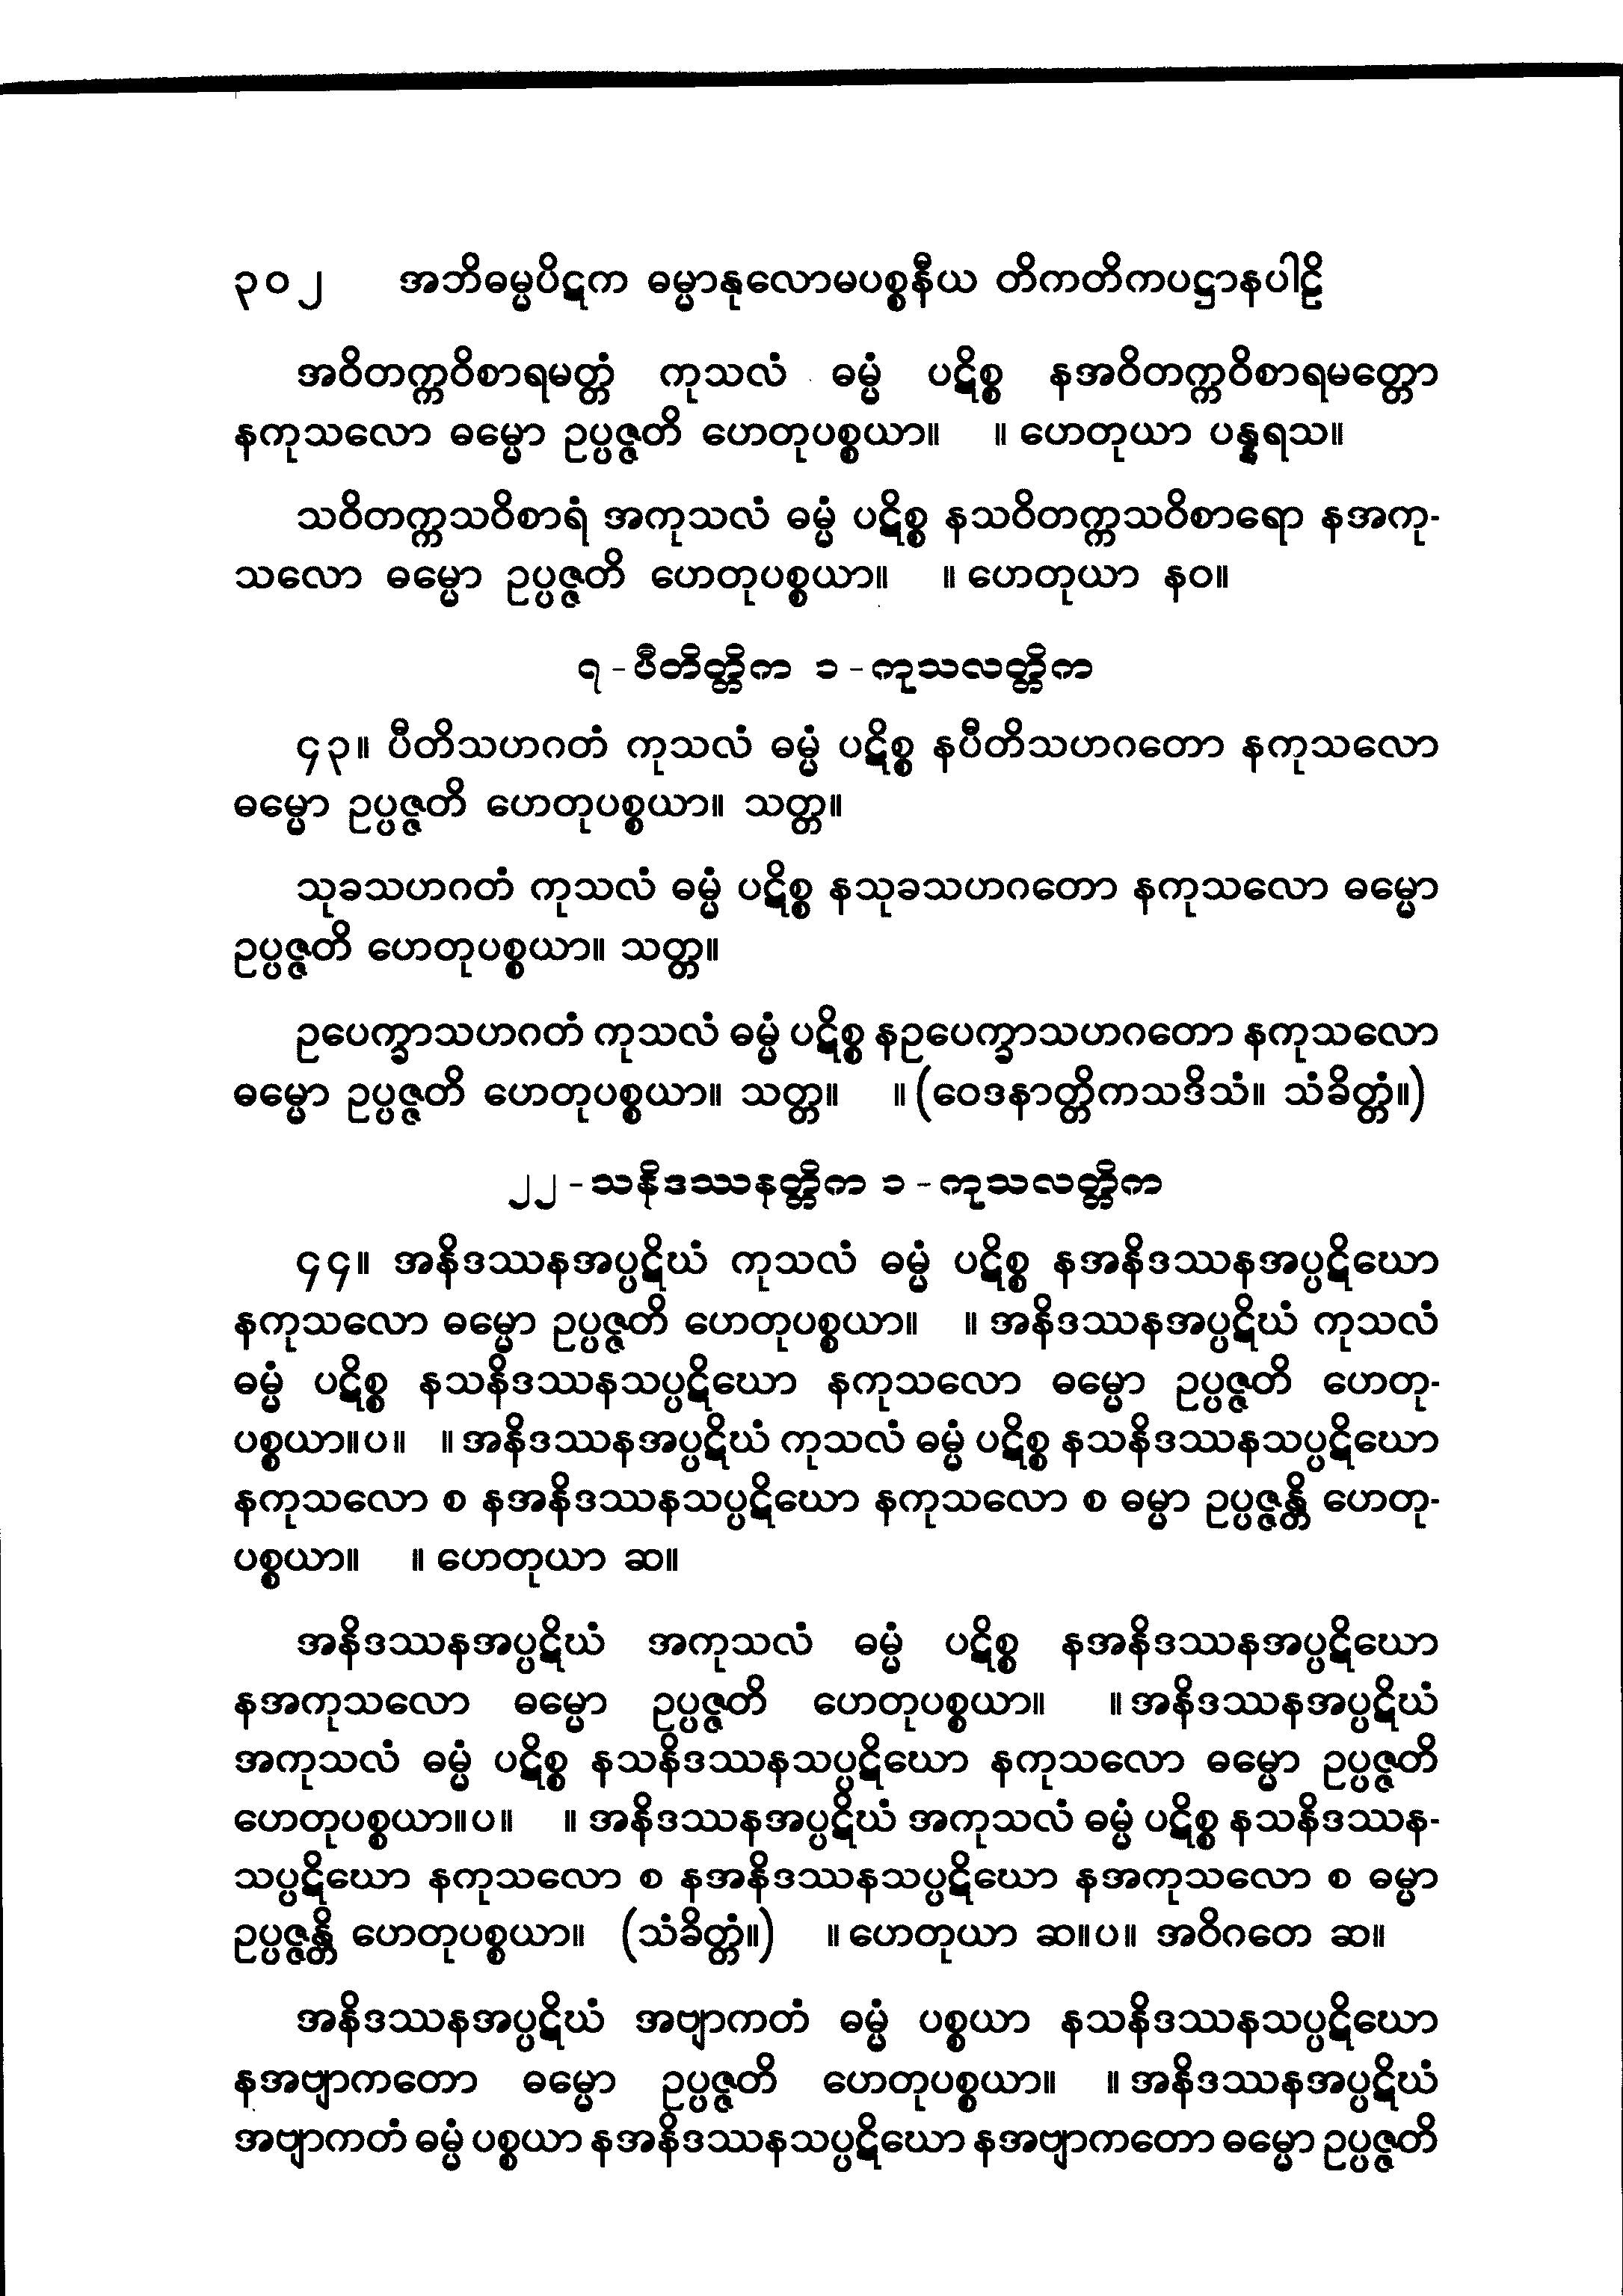 ၃၀၂ အဘိဓမ္မပိဋက ဓမ္မာနုလောမပစ္စနီယ တိကတိကပဋ္ဌာနပါဠိ
အဝိတက္ကဝိစာရမတ္တံ ကုသလံ ဓမ္မံ ပဋိစ္စ နအဝိတက္ကဝိစာရမတ္တော
နကုသလော ဓမ္မော ဥပ္ပဇ္ဇတိ ဟေတုပစ္စယာ။ ။ ဟေတုယာ ပန္နရသ။
သဝိတက္ကသဝိစာရံ အကုသလံ ဓမ္မံ ပဋိစ္စ နသဝိတက္ကသဝိစာရော နအကု-
သလော ဓမ္မော ဥပ္ပဇ္ဇတိ ဟေတုပစ္စယာ။ ။ ဟေတုယာ နဝ။
၇ - ပီတိတ္တိက ၁ - ကုသလတ္တိက
၄၃။ ပီတိသဟဂတံ ကုသလံ ဓမ္မံ ပဋိစ္စ နပီတိသဟဂတော နကုသလော
ဓမ္မော ဥပ္ပဇ္ဇတိ ဟေတုပစ္စယာ။ သတ္တ။
သုခသဟဂတံ ကုသလံ ဓမ္မံ ပဋိစ္စ နသုခသဟဂတော နကုသလော ဓမ္မော
ဥပ္ပဇ္ဇတိ ဟေတုပစ္စယာ။ သတ္တ။
ဥပေက္ခာသဟဂတံ ကုသလံ ဓမ္မံ ပဋိစ္စ နဥပေက္ခာသဟဂတော နကုသလော
ဓမ္မော ဥပ္ပဇ္ဇတိ ဟေတုပစ္စယာ။ သတ္တ။ ။ (ဝေဒနာတ္တိကသဒိသံ။ သံခိတ္တံ။)
၂၂ - သနိဒဿနတ္တိက ၁ - ကုသလတ္တိက
၄၄။ အနိဒဿနအပ္ပဋိဃံ ကုသလံ ဓမ္မံ ပဋိစ္စ နအနိဒဿနအပ္ပဋိဃော
နကုသလော ဓမ္မော ဥပ္ပဇ္ဇတိ ဟေတုပစ္စယာ။ ။ အနိဒဿနအပ္ပဋိဃံ ကုသလံ
ဓမ္မံ ပဋိစ္စ နသနိဒဿနသပ္ပဋိဃော နကုသလော ဓမ္မော ဥပ္ပဇ္ဇတိ ဟေတု-
ပစ္စယာ။ပ။ ။ အနိဒဿနအပ္ပဋိဃံ ကုသလံ ဓမ္မံ ပဋိစ္စ နသနိဒဿနသပ္ပဋိဃော
နကုသလော စ နအနိဒဿနသပ္ပဋိဃော နကုသလော စ ဓမ္မာ ဥပ္ပဇ္ဇန္တိ ဟေတု-
ပစ္စယာ။ ။ ဟေတုယာ ဆ။
အနိဒဿနအပ္ပဋိဃံ အကုသလံ ဓမ္မံ ပဋိစ္စ နအနိဒဿနအပ္ပဋိဃော
နအကုသလော ဓမ္မော ဥပ္ပဇ္ဇတိ ဟေတုပစ္စယာ။ ။ အနိဒဿနအပ္ပဋိဃံ
အကုသလံ ဓမ္မံ ပဋိစ္စ နသနိဒဿနသပ္ပဋိဃော နကုသလော ဓမ္မော ဥပ္ပဇ္ဇတိ
ဟေတုပစ္စယာ။ပ။ ။ အနိဒဿနအပ္ပဋိဃံ အကုသလံ ဓမ္မံ ပဋိစ္စ နသနိဒဿန-
သပ္ပဋိဃော နကုသလော စ နအနိဒဿနသပ္ပဋိဃော နအကုသလော စ ဓမ္မာ
ဥပ္ပဇ္ဇန္တိ ဟေတုပစ္စယာ။ (သံခိတ္တံ။) ။ ဟေတုယာ ဆ။ပ။ အဝိဂတေ ဆ။
အနိဒဿနအပ္ပဋိဃံ အဗျာကတံ ဓမ္မံ ပစ္စယာ နသနိဒဿနသပ္ပဋိဃော
နအဗျာကတော ဓမ္မော ဥပ္ပဇ္ဇတိ ဟေတုပစ္စယာ။ ။ အနိဒဿနအပ္ပဋိဃံ
အဗျာကတံ ဓမ္မံ ပစ္စယာ နအနိဒဿနသပ္ပဋိဃော နအဗျာကတော ဓမ္မော ဥပ္ပဇ္ဇတိ